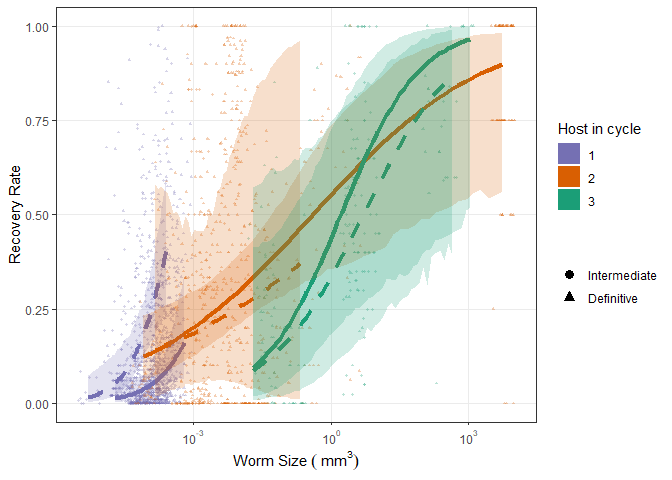 1.00
0.75
0.50
0.25
0.00
Recovery Rate
10⁻³
10⁰
10³
Worm Size ( mm³)
Host in cycle
1
2
3
Intermediate
Definitive